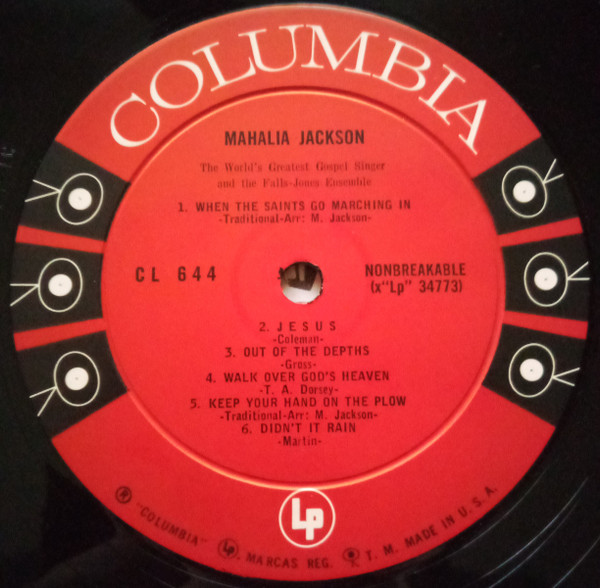 COLUMBIA
MAHALIA JACKSON
The World's Greatest Gospel Singer
and the Falls-Jones Ensemble
1. WHEN THE SAINTS GO MARCHING IN
-Traditional-Arr: M. Jackson-
CL 644
NONBREAKABLE
(x"Lp" 34773)
2. JESUS
-Coleman-
3. OUT OF THE DEPTHS
-Gross-
4. WALK OVER GOD'S HEAVEN
-T. A. Dorsey-
5. KEEP YOUR HAND ON THE PLOW
-Traditional-Arr: M. Jackson-
6. DIDN'T IT RAIN
-Martin-
Lp
® "COLUMBIA" Lp, MARCAS REG. T. M. MADE IN U. S. A.